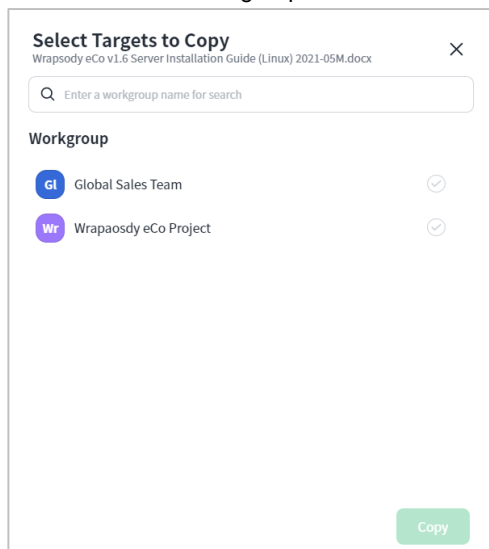 Select Targets to Copy
Wrapsody eCo v1.6 Server Installation Guide (Linux) 2021-05M.docx
Enter a workgroup name for search
Workgroup
Gl Global Sales Team
Wr Wrapaosdy eCo Project
Copy